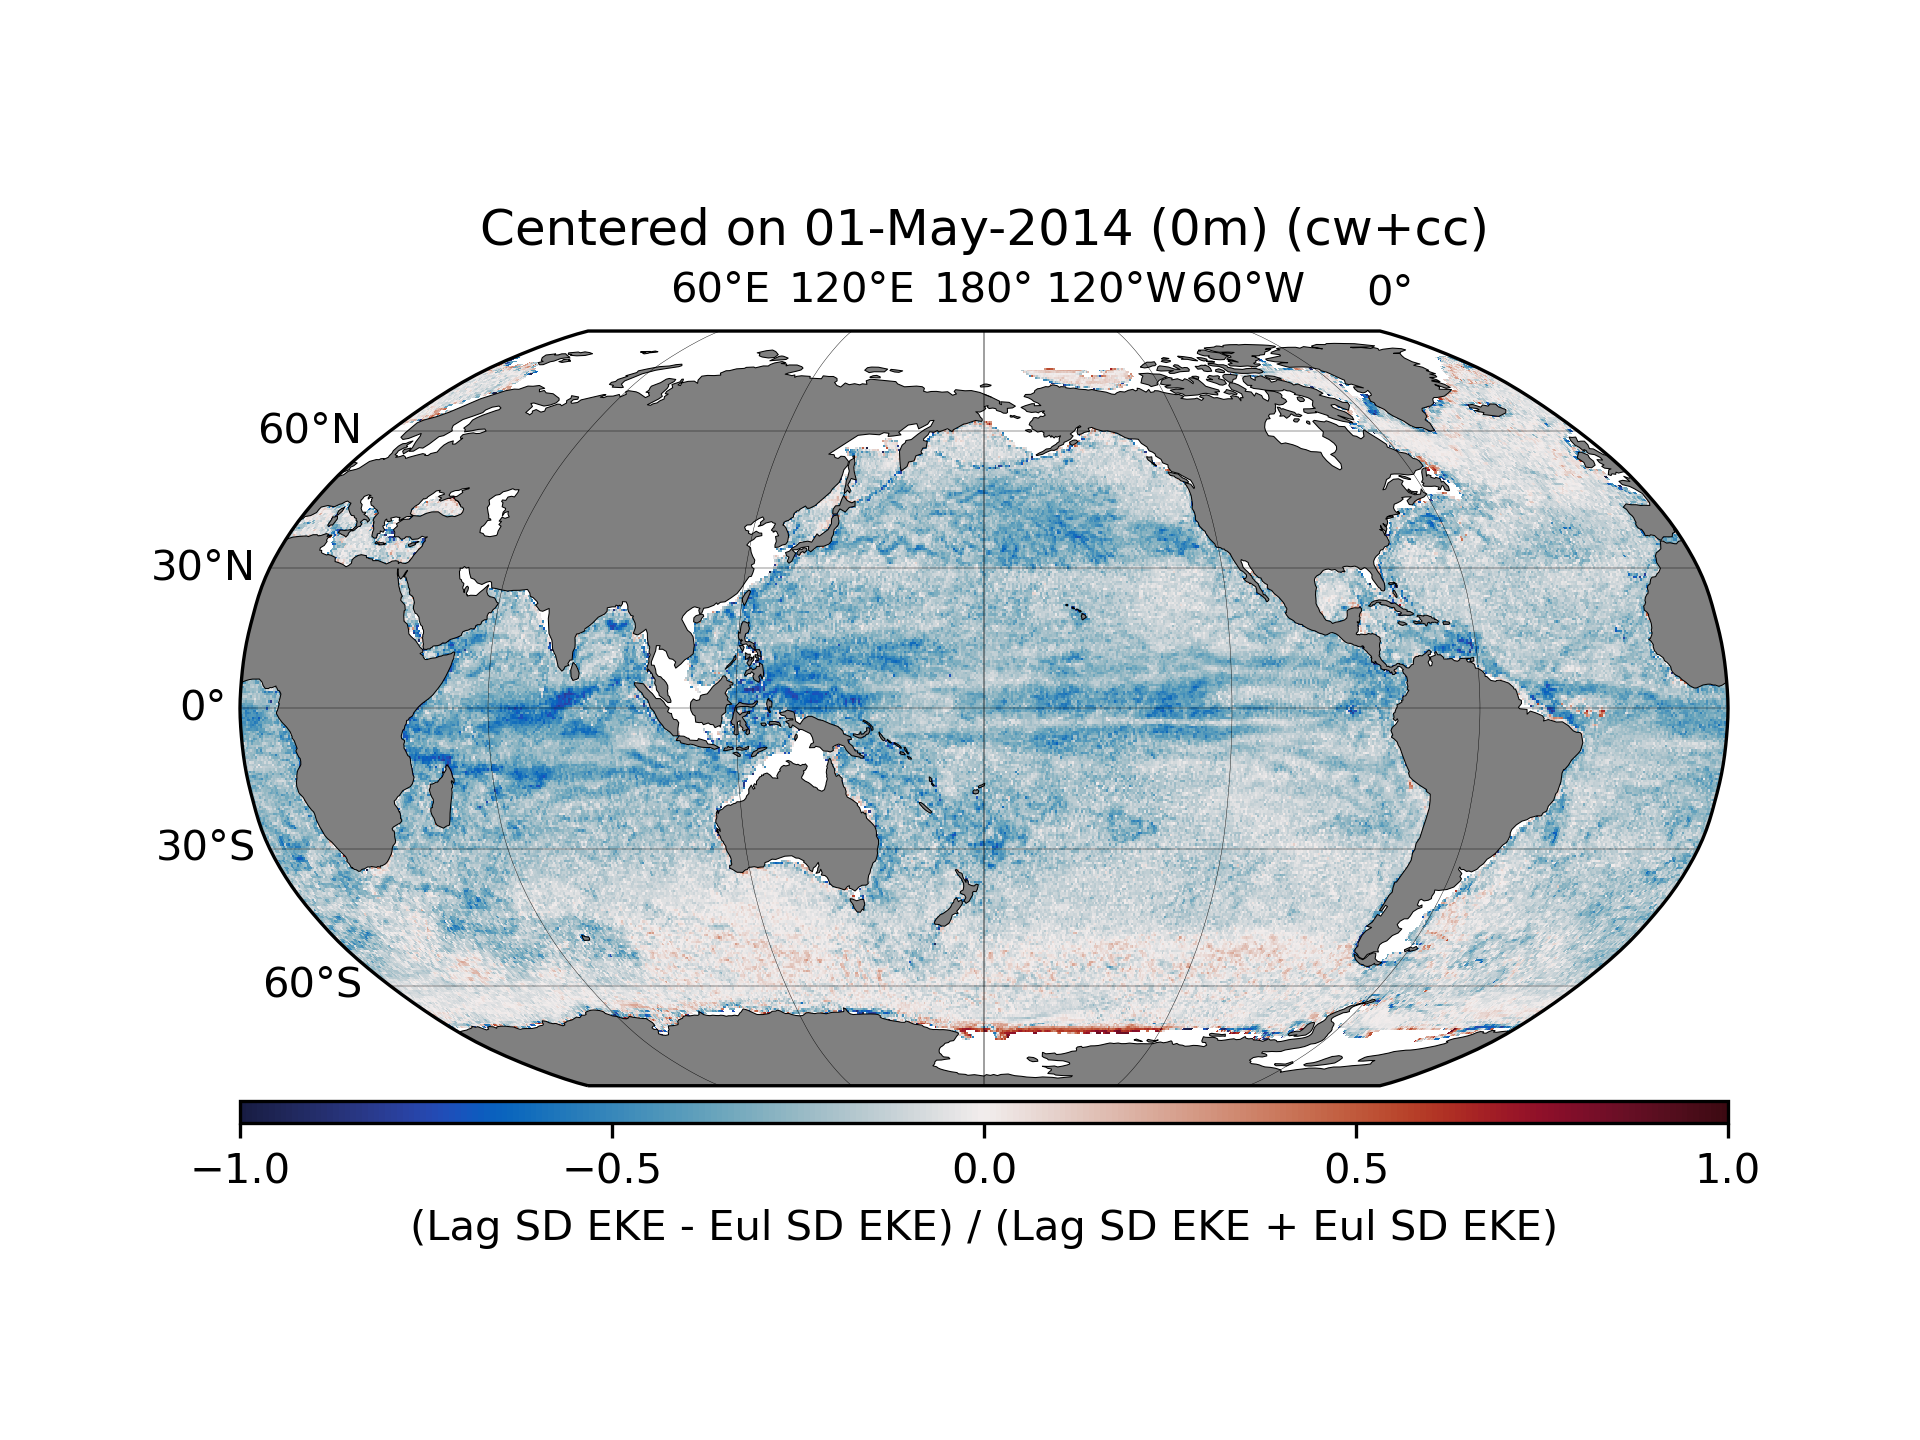 Centered on 01-May-2014 (0m) (cw+cc)
60°E 120°E 180° 120°W 60°W 0°
60°N
30°N
0°
30°S
60°S
−1.0 −0.5 0.0 0.5 1.0
(Lag SD EKE - Eul SD EKE) / (Lag SD EKE + Eul SD EKE)